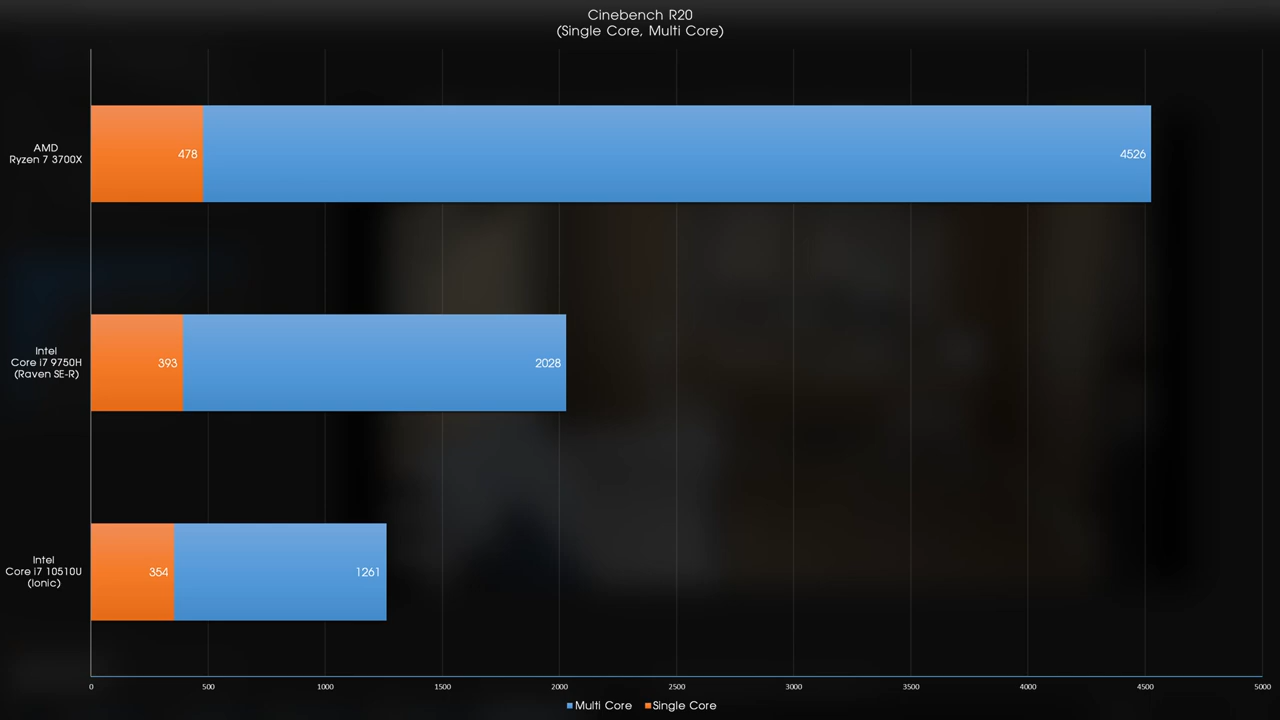 Cinebench R20
(Single Core, Multi Core)
AMD
Ryzen 7 3700X
478
4526
Intel
Core i7 9750H
(Raven SE-R)
393
2028
Intel
Core i7 10510U
(Ionic)
354
1261
0
500
1000
1500
2000
2500
3000
3500
4000
4500
5000
Multi Core
Single Core